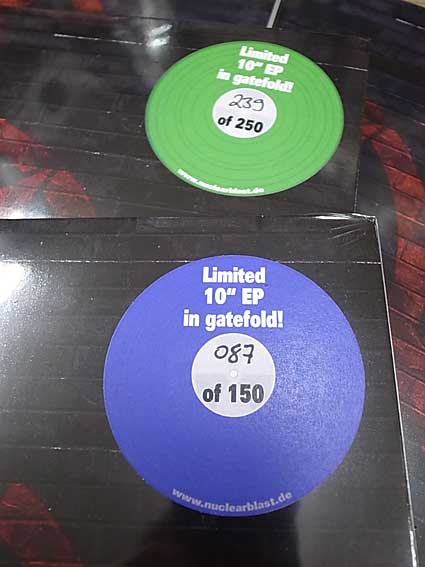 Limited
10" EP
in gatefold!
239
of 250
www.nuclearblast.de
Limited
10" EP
in gatefold!
087
of 150
www.nuclearblast.de